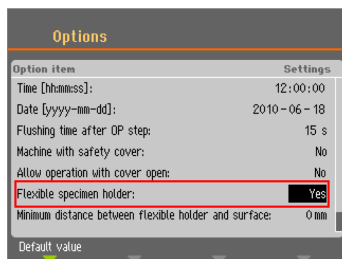 Options
Option item Settings
Time [hh:mm:ss]: 12:00:00
Date [yyyy-mm-dd]: 2010-06-18
Flushing time after OP step: 15 s
Machine with safety cover: No
Allow operation with cover open: No
Flexible specimen holder: Yes
Minimum distance between flexible holder and surface: 0 mm
Default value